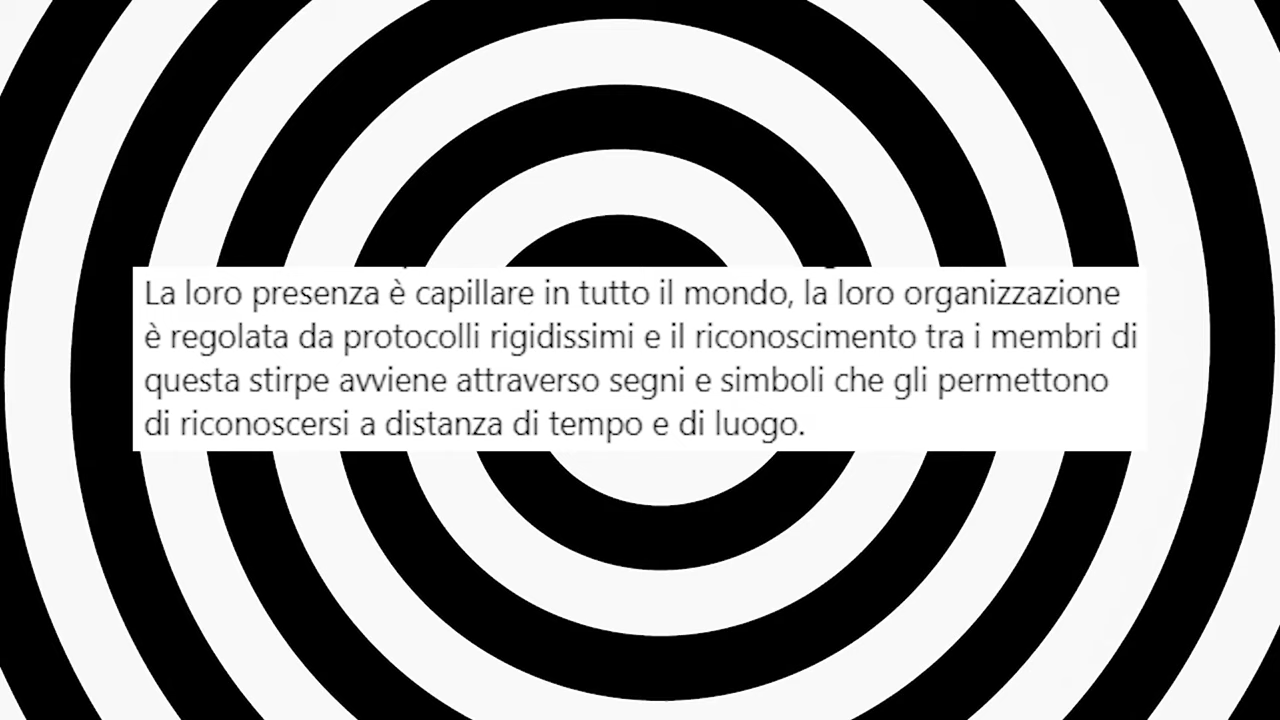 La loro presenza è capillare in tutto il mondo, la loro organizzazione
è regolata da protocolli rigidissimi e il riconoscimento tra i membri di
questa stirpe avviene attraverso segni e simboli che gli permettono
di riconoscersi a distanza di tempo e di luogo.